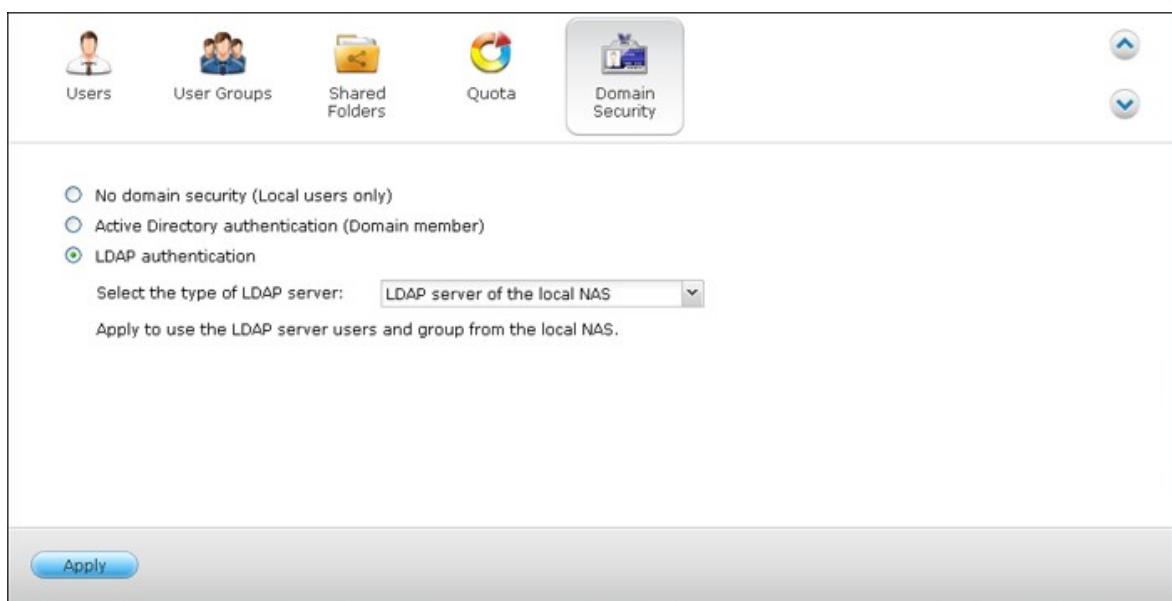 Users
User Groups
Shared
Folders
Quota
Domain
Security
No domain security (Local users only)
Active Directory authentication (Domain member)
LDAP authentication
Select the type of LDAP server: LDAP server of the local NAS
Apply to use the LDAP server users and group from the local NAS.
Apply